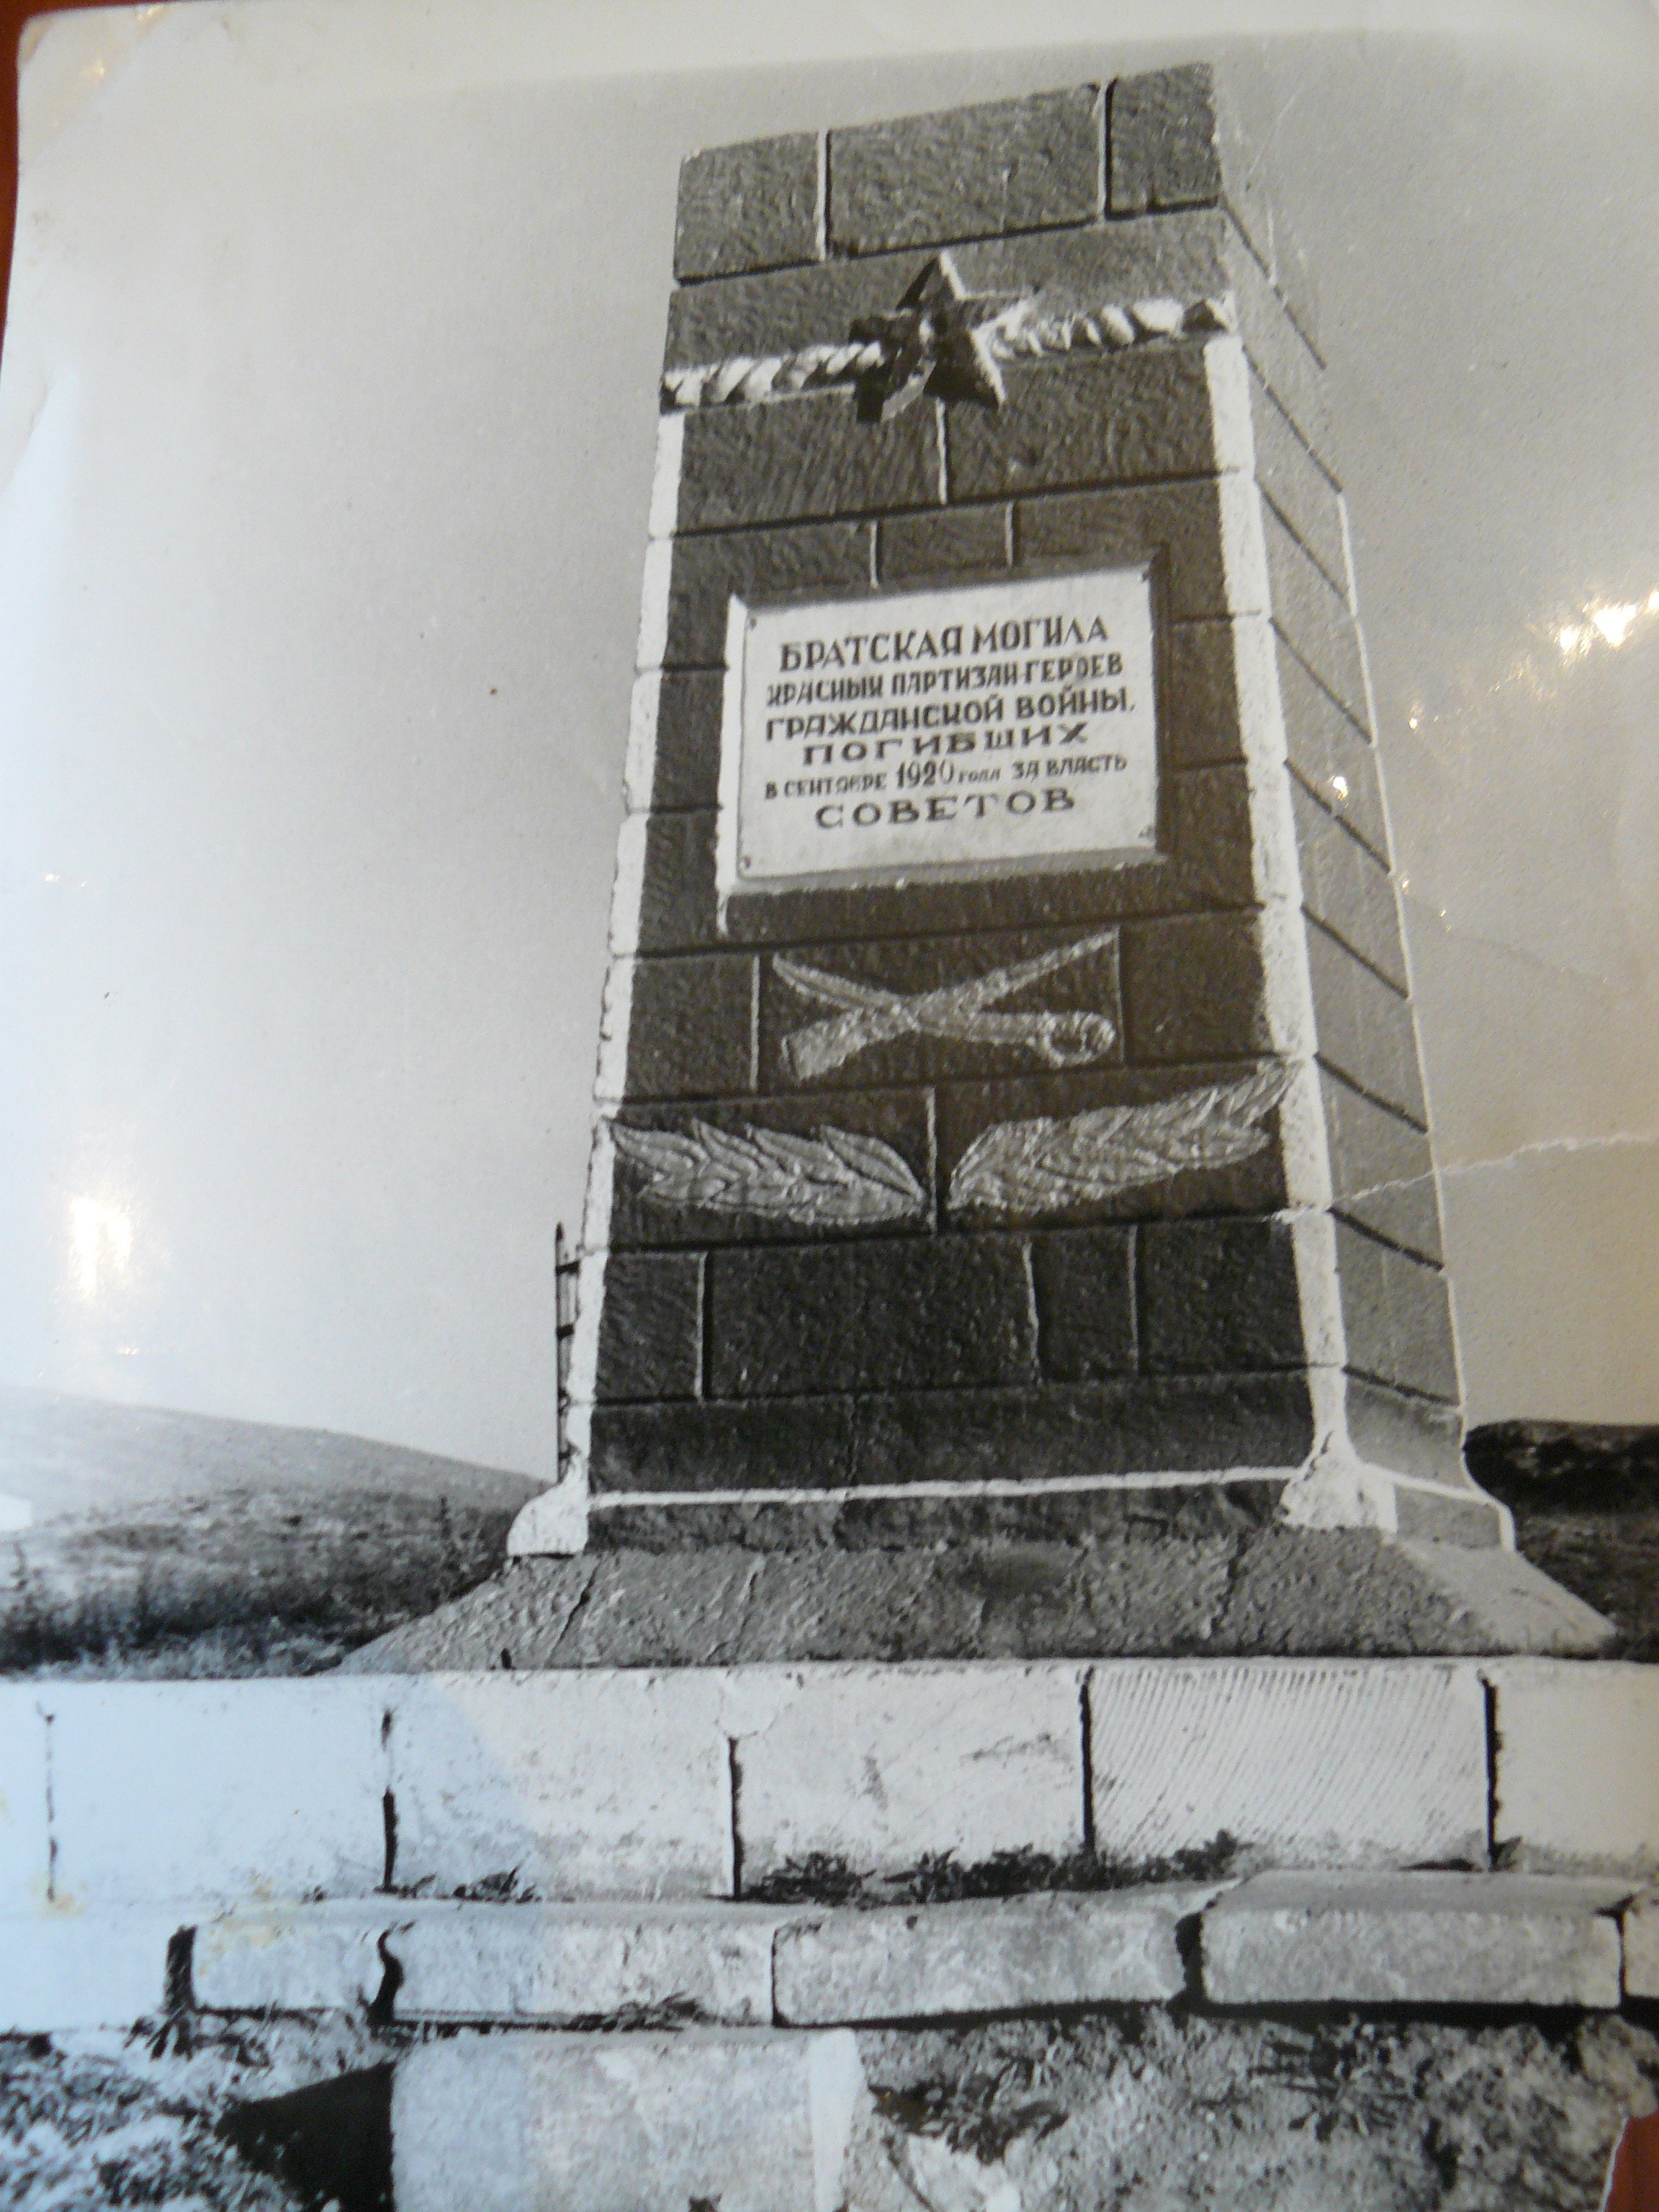 БРАТСКАЯ МОГИЛА
КРАСНЫХ ПАРТИЗАН-ГЕРОЕВ
ГРАЖДАНСКОЙ ВОЙНЫ,
ПОГИБШИХ
В СЕНТЯБРЕ 1920 ГОДА ЗА ВЛАСТЬ
СОВЕТОВ